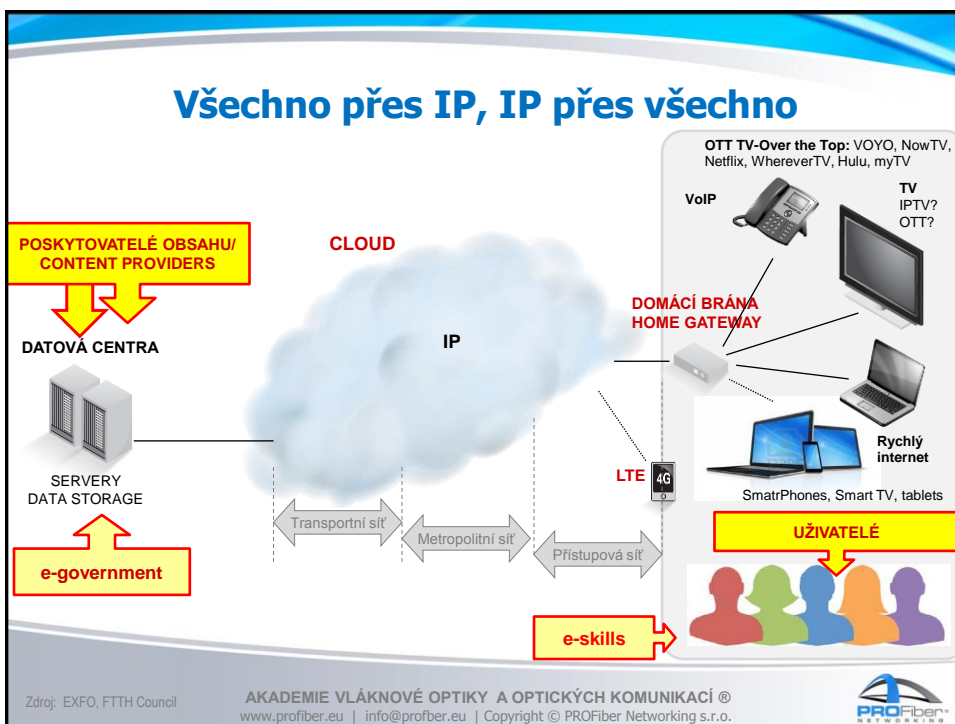 Všechno přes IP, IP přes všechno
OTT TV-Over the Top: VOYO, NowTV,
Netflix, WhereverTV, Hulu, myTV
VoIP
TV
IPTV?
OTT?
POSKYTOVATELÉ OBSAHU/
CONTENT PROVIDERS
CLOUD
DOMÁCÍ BRÁNA
HOME GATEWAY
IP
DATOVÁ CENTRA
Rychlý
internet
LTE
4G
SERVERY
DATA STORAGE
SmatrPhones, Smart TV, tablets
Transportní síť
Metropolitní síť
Přístupová síť
UŽIVATELÉ
e-government
e-skills
Zdroj: EXFO, FTTH Council
AKADEMIE VLÁKNOVÉ OPTIKY A OPTICKÝCH KOMUNIKACÍ ®
www.profiber.eu | info@profber.eu | Copyright © PROFiber Networking s.r.o.
PROFiber
NETWORKING